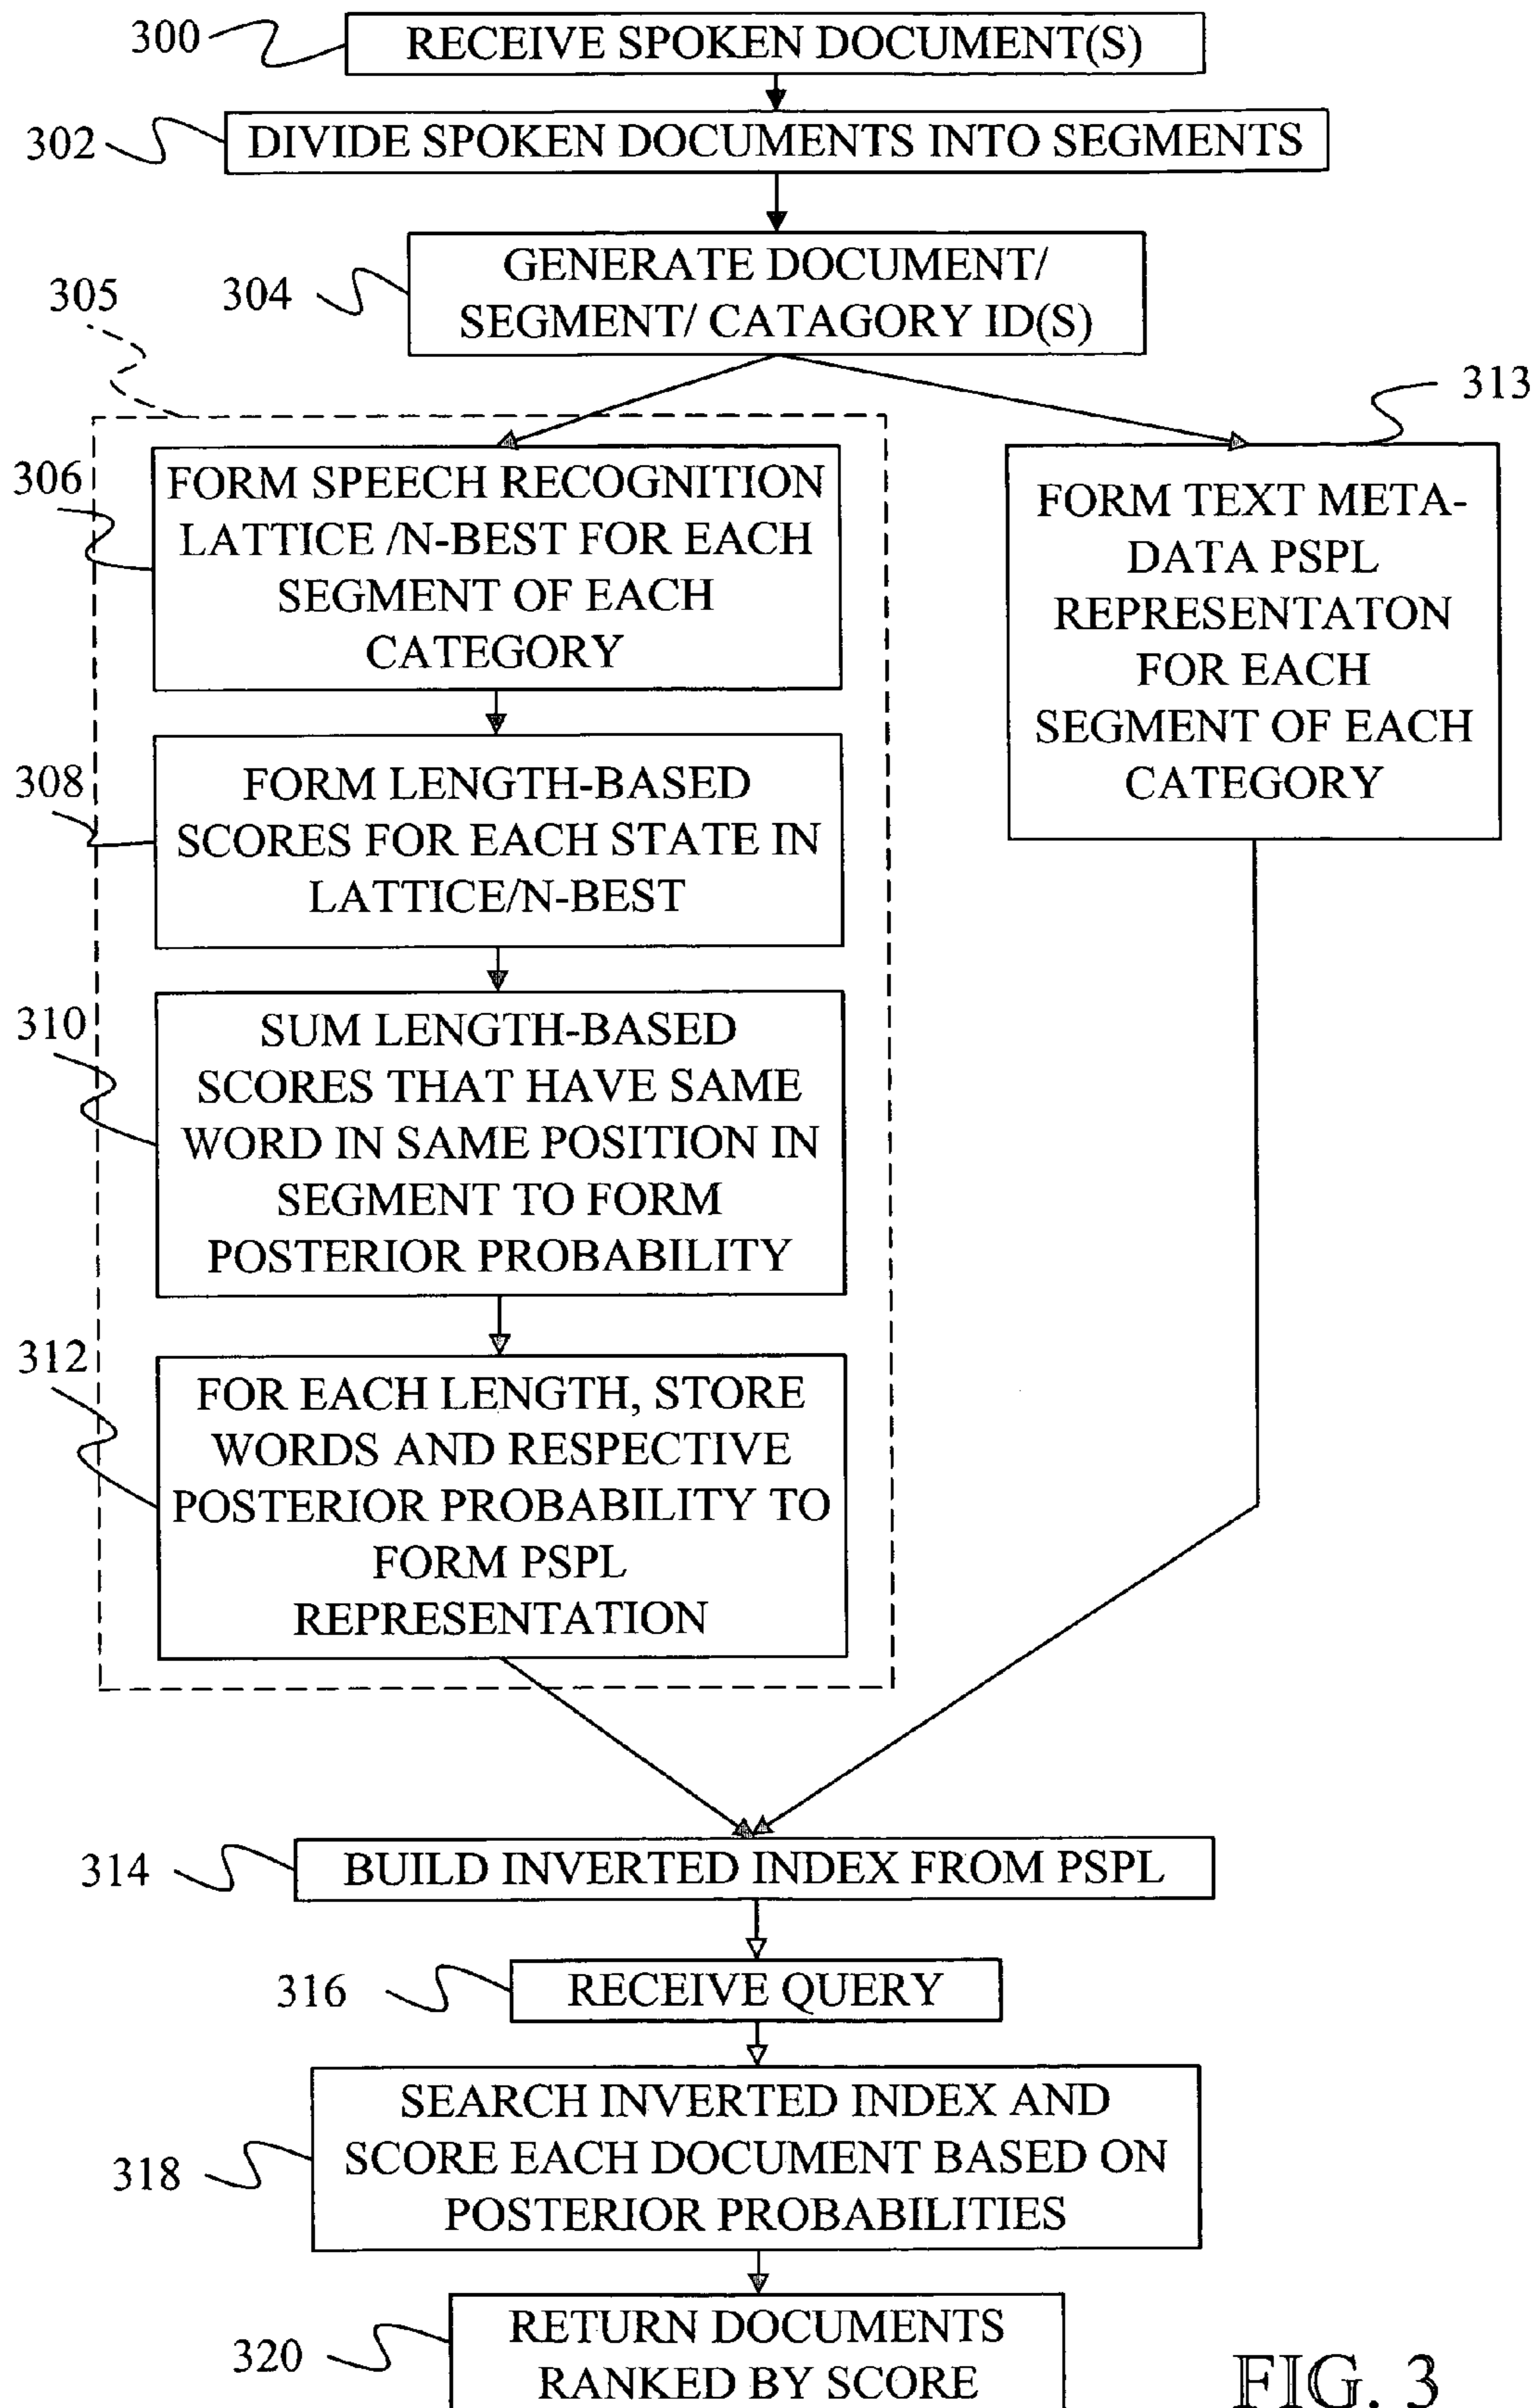 300
RECEIVE SPOKEN DOCUMENT(S)
302
DIVIDE SPOKEN DOCUMENTS INTO SEGMENTS
304
GENERATE DOCUMENT/
SEGMENT/ CATAGORY ID(S)
305
306
FORM SPEECH RECOGNITION
LATTICE /N-BEST FOR EACH
SEGMENT OF EACH
CATEGORY
308
FORM LENGTH-BASED
SCORES FOR EACH STATE IN
LATTICE/N-BEST
310
SUM LENGTH-BASED
SCORES THAT HAVE SAME
WORD IN SAME POSITION IN
SEGMENT TO FORM
POSTERIOR PROBABILITY
312
FOR EACH LENGTH, STORE
WORDS AND RESPECTIVE
POSTERIOR PROBABILITY TO
FORM PSPL
REPRESENTATION
313
FORM TEXT META-
DATA PSPL
REPRESENTATON
FOR EACH
SEGMENT OF EACH
CATEGORY
314
BUILD INVERTED INDEX FROM PSPL
316
RECEIVE QUERY
318
SEARCH INVERTED INDEX AND
SCORE EACH DOCUMENT BASED ON
POSTERIOR PROBABILITIES
320
RETURN DOCUMENTS
RANKED BY SCORE
FIG. 3